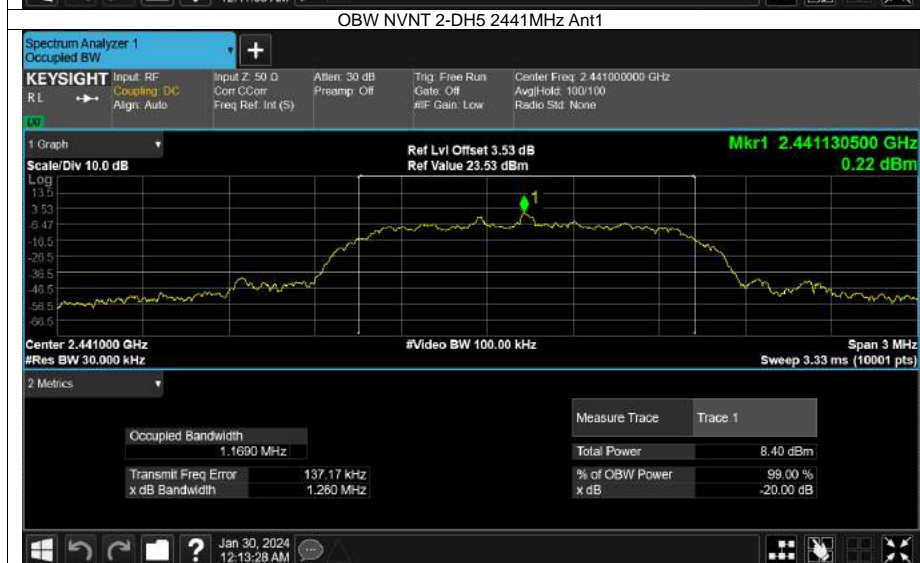 OBW NVNT 2-DH5 2441MHz Ant1
Spectrum Analyzer 1
Occupied BW
+
KEYSIGHT Input: RF Input Z: 50 Ω Atten: 30 dB Trig: Free Run Center Freq: 2.441000000 GHz
RL Coupling: DC Corr CCorr Preamp: Off Gate: Off Avg|Hold: 100/100
Align: Auto Freq Ref: Int (S) #IF Gain: Low Radio Std: None
LXI
1 Graph
Ref Lvl Offset 3.53 dB Mkr1 2.441130500 GHz
Scale/Div 10.0 dB Ref Value 23.53 dBm 0.22 dBm
Log
13.5
3.53
-6.47
-16.5
-26.5
-36.5
-46.5
-56.5
-66.5
1
Center 2.441000 GHz #Video BW 100.00 kHz Span 3 MHz
#Res BW 30.000 kHz Sweep 3.33 ms (10001 pts)
2 Metrics
Measure Trace Trace 1
Occupied Bandwidth
1.1690 MHz Total Power 8.40 dBm
Transmit Freq Error 137.17 kHz % of OBW Power 99.00 %
x dB Bandwidth 1.260 MHz x dB -20.00 dB
? Jan 30, 2024
12:13:28 AM